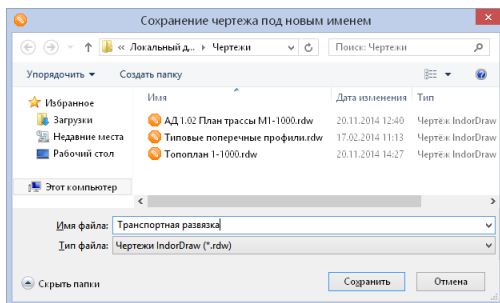 Сохранение чертежа под новым именем
« Локальный д... ▸ Чертежи
Поиск: Чертежи
Упорядочить ▾ Создать папку
Избранное
Загрузки
Недавние места
Рабочий стол
Этот компьютер
Имя Дата изменения Тип
АД 1.02 План трассы М1-1000.rdw 20.11.2014 12:40 Чертёж IndorDraw
Типовые поперечные профили.rdw 17.02.2014 11:13 Чертёж IndorDraw
Топоплан 1-1000.rdw 20.11.2014 14:27 Чертёж IndorDraw
Имя файла: Транспортная развязка
Тип файла: Чертежи IndorDraw (*.rdw)
Скрыть папки Сохранить Отмена